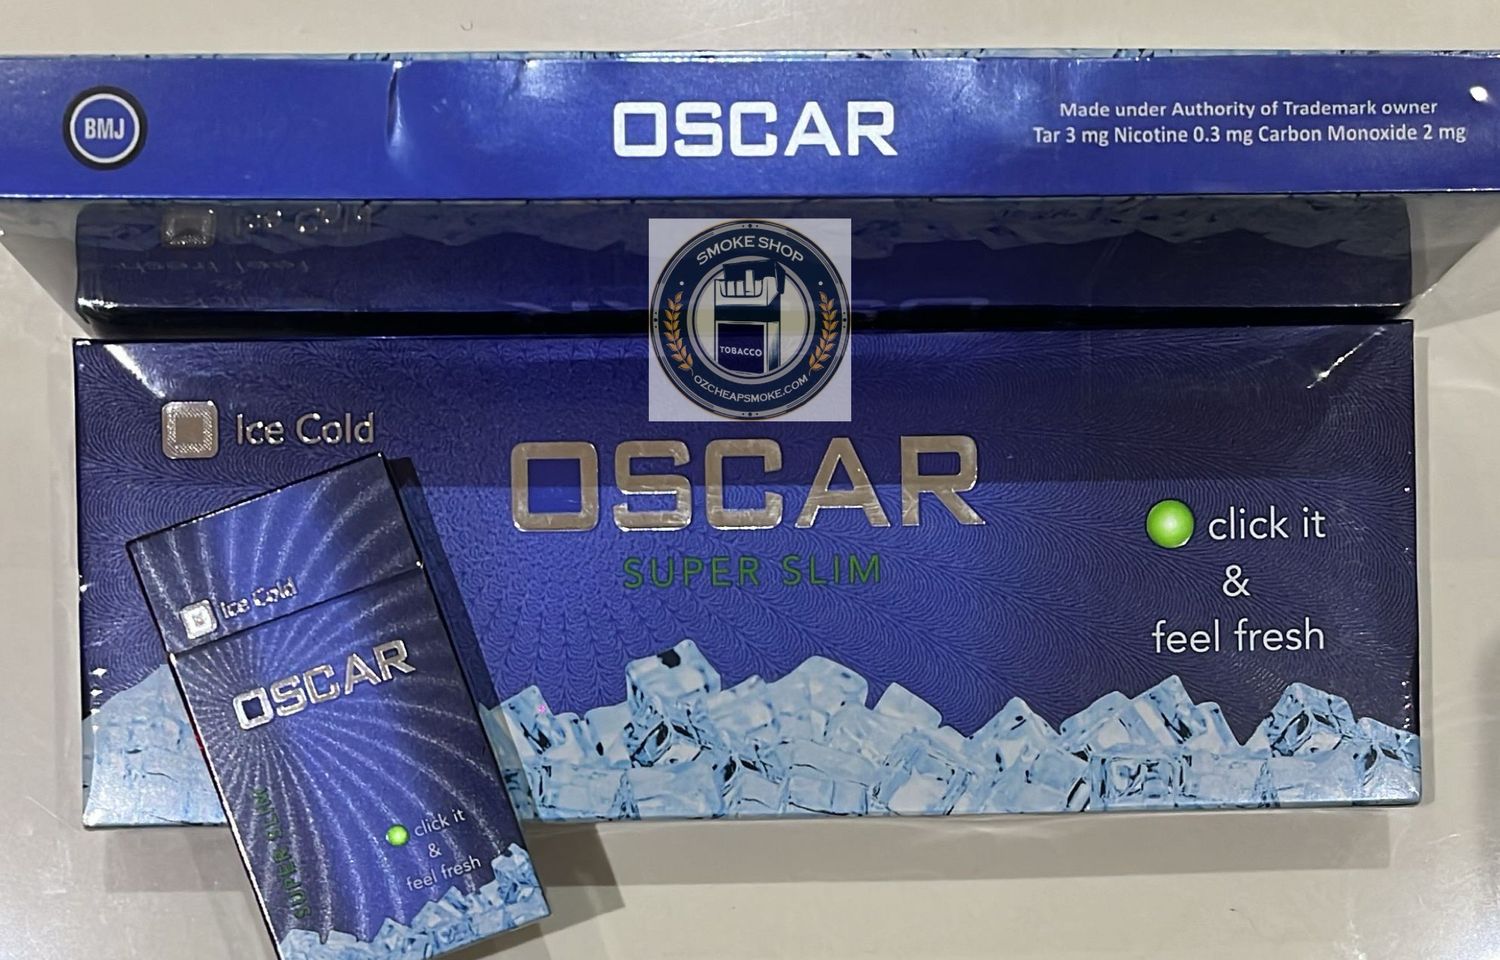 BMJ
OSCAR
Made under Authority of Trademark owner
Tar 3 mg Nicotine 0.3 mg Carbon Monoxide 2 mg
SMOKE SHOP
TOBACCO
OZCHEAPSMOKE.COM
Ice Cold
OSCAR
SUPER SLIM
click it
&
feel fresh
Ice Cold
OSCAR
SUPER SLIM
click it
&
feel fresh